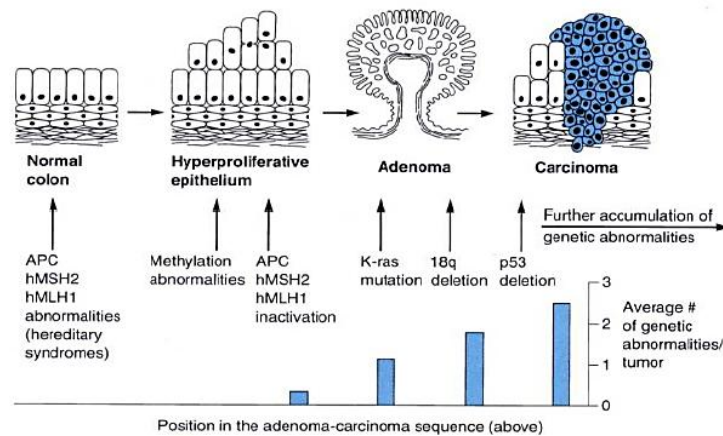 Normal
colon
Hyperproliferative
epithelium
Adenoma
Carcinoma
Further accumulation of
genetic abnormalities
APC
hMSH2
hMLH1
abnormalities
(hereditary
syndromes)
Methylation
abnormalities
APC
hMSH2
hMLH1
inactivation
K-ras
mutation
18q
deletion
p53
deletion
3
2
1
0
Average #
of genetic
abnormalities/
tumor
Position in the adenoma-carcinoma sequence (above)